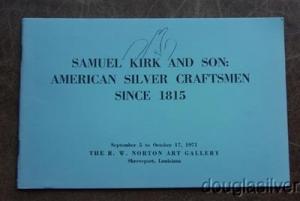 SAMUEL KIRK AND SON:
AMERICAN SILVER CRAFTSMEN
SINCE 1815
September 5 to October 17, 1971
THE R. W. NORTON ART GALLERY
Shreveport, Louisiana
douglasilver